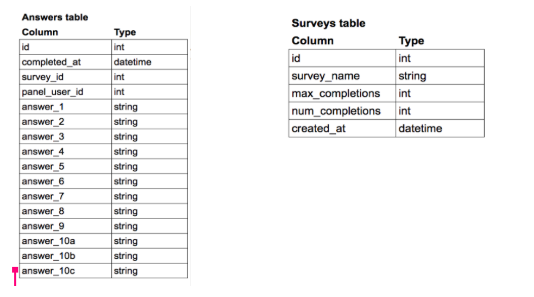 Answers table
Column Type
id int
completed_at datetime
survey_id int
panel_user_id int
answer_1 string
answer_2 string
answer_3 string
answer_4 string
answer_5 string
answer_6 string
answer_7 string
answer_8 string
answer_9 string
answer_10a string
answer_10b string
answer_10c string
Surveys table
Column Type
id int
survey_name string
max_completions int
num_completions int
created_at datetime